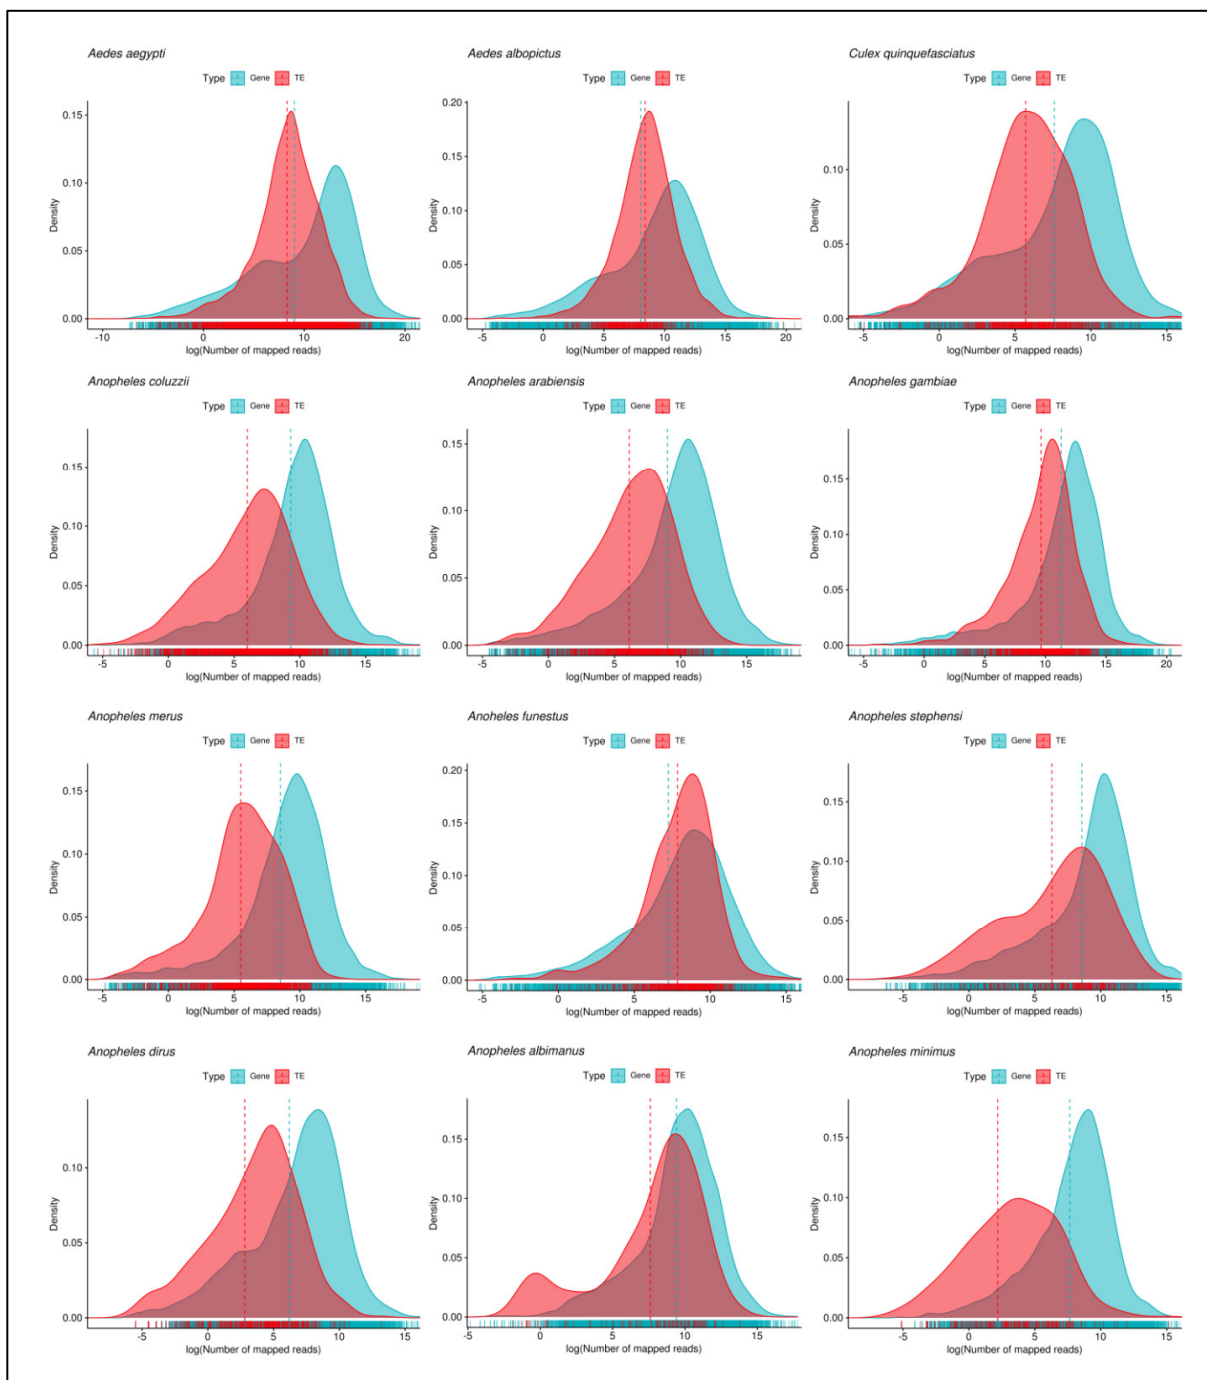 Aedes aegypti
Type Gene TE
0.15
0.10
0.05
0.00
Density
-10 0 10 20
log(Number of mapped reads)
Aedes albopictus
Type Gene TE
0.20
0.15
0.10
0.05
0.00
Density
-5 0 5 10 15 20
log(Number of mapped reads)
Culex quinquefasciatus
Type Gene TE
0.10
0.05
0.00
Density
-5 0 5 10 15
log(Number of mapped reads)
Anopheles coluzzii
Type Gene TE
0.15
0.10
0.05
0.00
Density
-5 0 5 10 15
log(Number of mapped reads)
Anopheles arabiensis
Type Gene TE
0.15
0.10
0.05
0.00
Density
-5 0 5 10 15
log(Number of mapped reads)
Anopheles gambiae
Type Gene TE
0.15
0.10
0.05
0.00
Density
-5 0 5 10 15 20
log(Number of mapped reads)
Anopheles merus
Type Gene TE
0.15
0.10
0.05
0.00
Density
-5 0 5 10 15
log(Number of mapped reads)
Anoheles funestus
Type Gene TE
0.20
0.15
0.10
0.05
0.00
Density
-5 0 5 10 15
log(Number of mapped reads)
Anopheles stephensi
Type Gene TE
0.15
0.10
0.05
0.00
Density
-5 0 5 10 15
log(Number of mapped reads)
Anopheles dirus
Type Gene TE
0.10
0.05
0.00
Density
-5 0 5 10 15
log(Number of mapped reads)
Anopheles albimanus
Type Gene TE
0.15
0.10
0.05
0.00
Density
0 5 10 15
log(Number of mapped reads)
Anopheles minimus
Type Gene TE
0.15
0.10
0.05
0.00
Density
-5 0 5 10 15
log(Number of mapped reads)